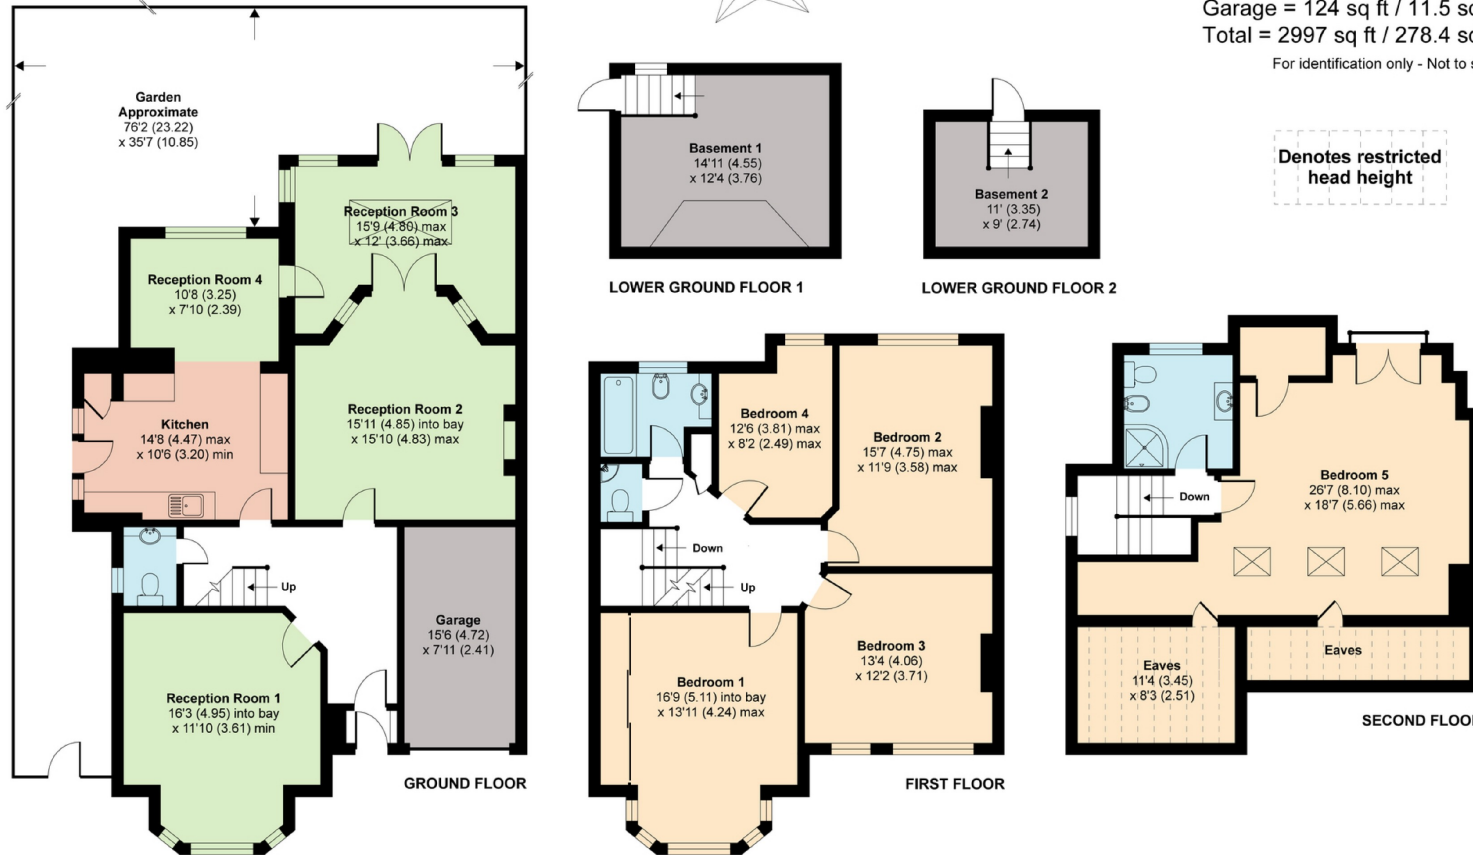 Garage = 124 sq ft / 11.5
Total = 2997 sq ft / 278.4
For identification only - Not to
Denotes restricted
head height
Garden
Approximate
76'2 (23.22)
x 35'7 (10.85)
Reception Room 3
15'9 (4.80) max
x 12' (3.66) max
Reception Room 4
10'8 (3.25)
x 7'10 (2.39)
Kitchen
14'8 (4.47) max
x 10'6 (3.20) min
Reception Room 2
15'11 (4.85) into bay
x 15'10 (4.83) max
Up
Garage
15'6 (4.72)
x 7'11 (2.41)
Reception Room 1
16'3 (4.95) into bay
x 11'10 (3.61) min
GROUND FLOOR
Basement 1
14'11 (4.55)
x 12'4 (3.76)
LOWER GROUND FLOOR 1
Basement 2
11' (3.35)
x 9' (2.74)
LOWER GROUND FLOOR 2
Bedroom 4
12'6 (3.81) max
x 8'2 (2.49) max
Bedroom 2
15'7 (4.75) max
x 11'9 (3.58) max
Down
Up
Bedroom 3
13'4 (4.06)
x 12'2 (3.71)
Bedroom 1
16'9 (5.11) into bay
x 13'11 (4.24) max
FIRST FLOOR
Bedroom 5
26'7 (8.10) max
x 18'7 (5.66) max
Down
Eaves
11'4 (3.45)
x 8'3 (2.51)
Eaves
SECOND